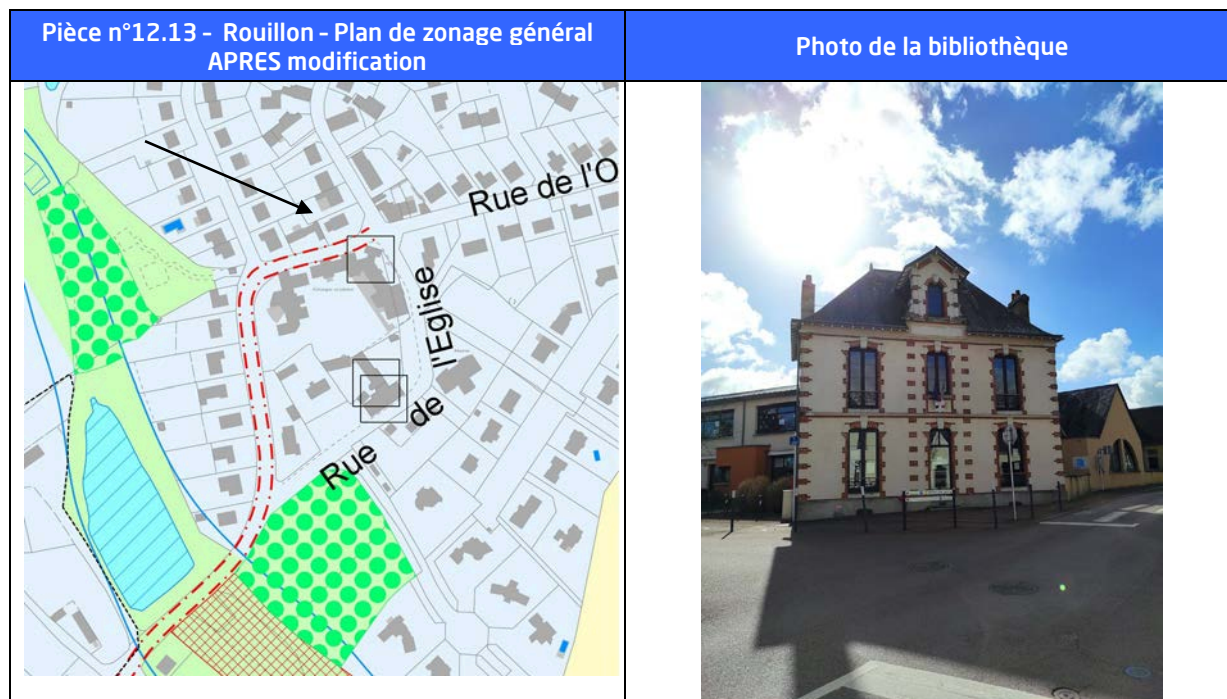 Pièce n°12.13 - Rouillon - Plan de zonage général
APRES modification
Photo de la bibliothèque
Rue de l'O
Rue de l'Eglise